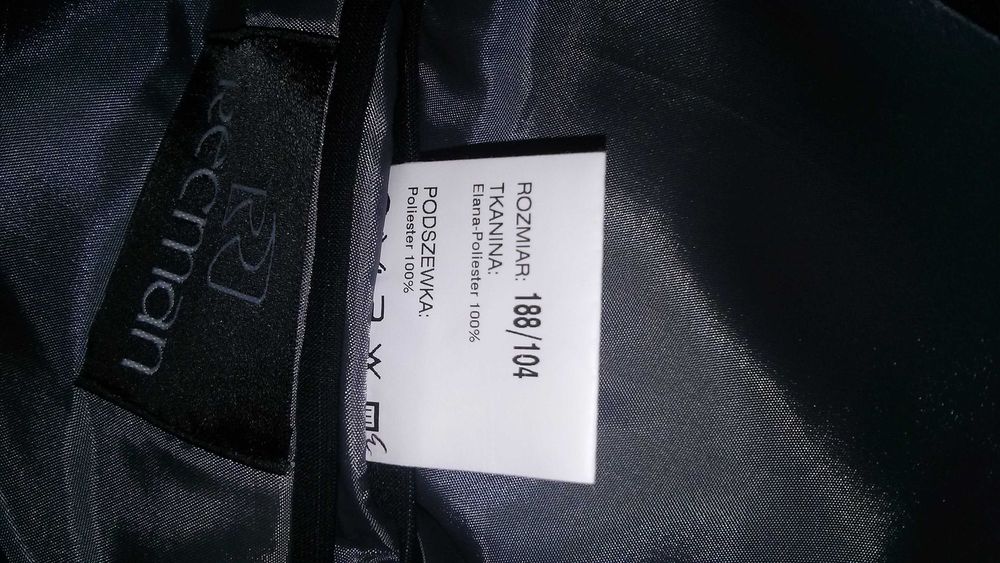 R
recman
ROZMIAR: 188/104
TKANINA:
Elana-Poliester 100%
PODSZEWKA:
Poliester 100%